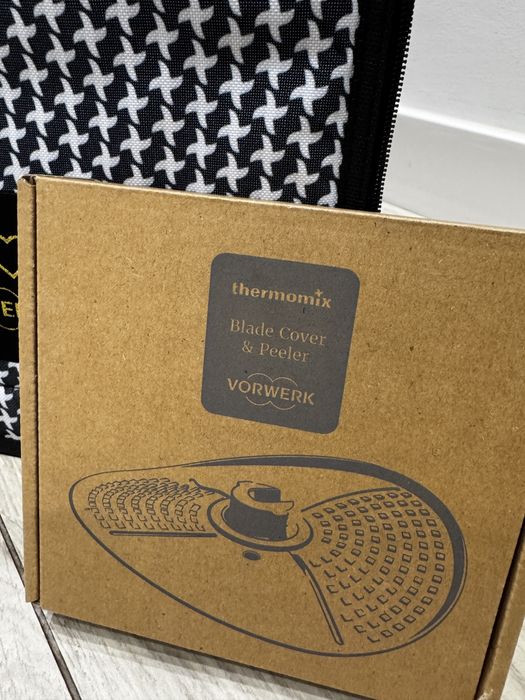 thermomix
Blade Cover
& Peeler
VORWERK